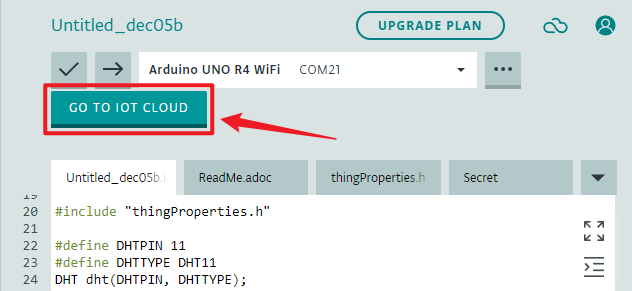 Untitled_dec05b
UPGRADE PLAN
Arduino UNO R4 WiFi COM21
GO TO IOT CLOUD
Untitled_dec05b.i ReadMe.adoc thingProperties.h Secret
19
20 #include "thingProperties.h"
21
22 #define DHTPIN 11
23 #define DHTTYPE DHT11
24 DHT dht(DHTPIN, DHTTYPE);